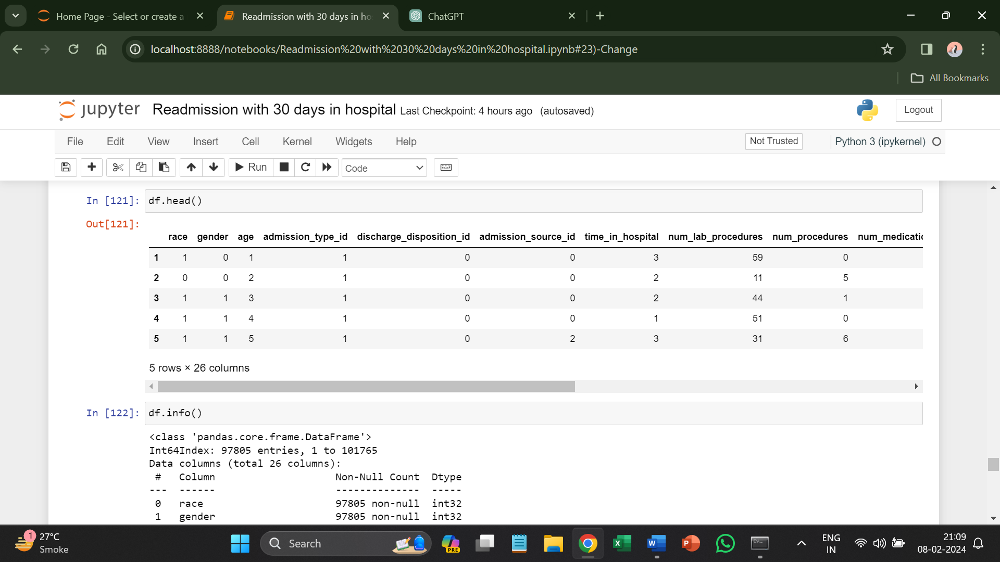 Home Page - Select or create a
Readmission with 30 days in ho
ChatGPT
localhost:8888/notebooks/Readmission%20with%2030%20days%20in%20hospital.ipynb#23)-Change
All Bookmarks
jupyter Readmission with 30 days in hospital Last Checkpoint: 4 hours ago (autosaved)
Logout
File Edit View Insert Cell Kernel Widgets Help
Not Trusted
Python 3 (ipykernel)
Run
Code
In [121]: df.head()
Out[121]:
race gender age admission_type_id discharge_disposition_id admission_source_id time_in_hospital num_lab_procedures num_procedures num_medicatic
1 1 0 1 1 0 0 3 59 0
2 0 0 2 1 0 0 2 11 5
3 1 1 3 1 0 0 2 44 1
4 1 1 4 1 0 0 1 51 0
5 1 1 5 1 0 2 3 31 6
5 rows × 26 columns
In [122]: df.info()
<class 'pandas.core.frame.DataFrame'>
Int64Index: 97805 entries, 1 to 101765
Data columns (total 26 columns):
# Column Non-Null Count Dtype
--- ------ -------------- -----
0 race 97805 non-null int32
1 gender 97805 non-null int32
1
27°C
Smoke
Search
PRE
ENG
IN
21:09
08-02-2024